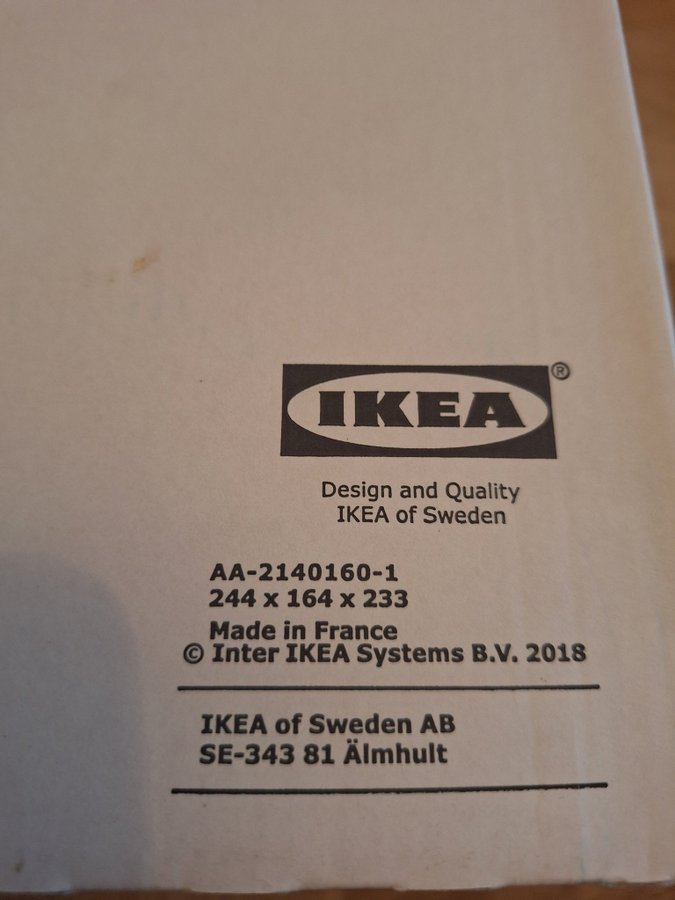 IKEA®
Design and Quality
IKEA of Sweden
AA-2140160-1
244 x 164 x 233
Made in France
© Inter IKEA Systems B.V. 2018
IKEA of Sweden AB
SE-343 81 Älmhult